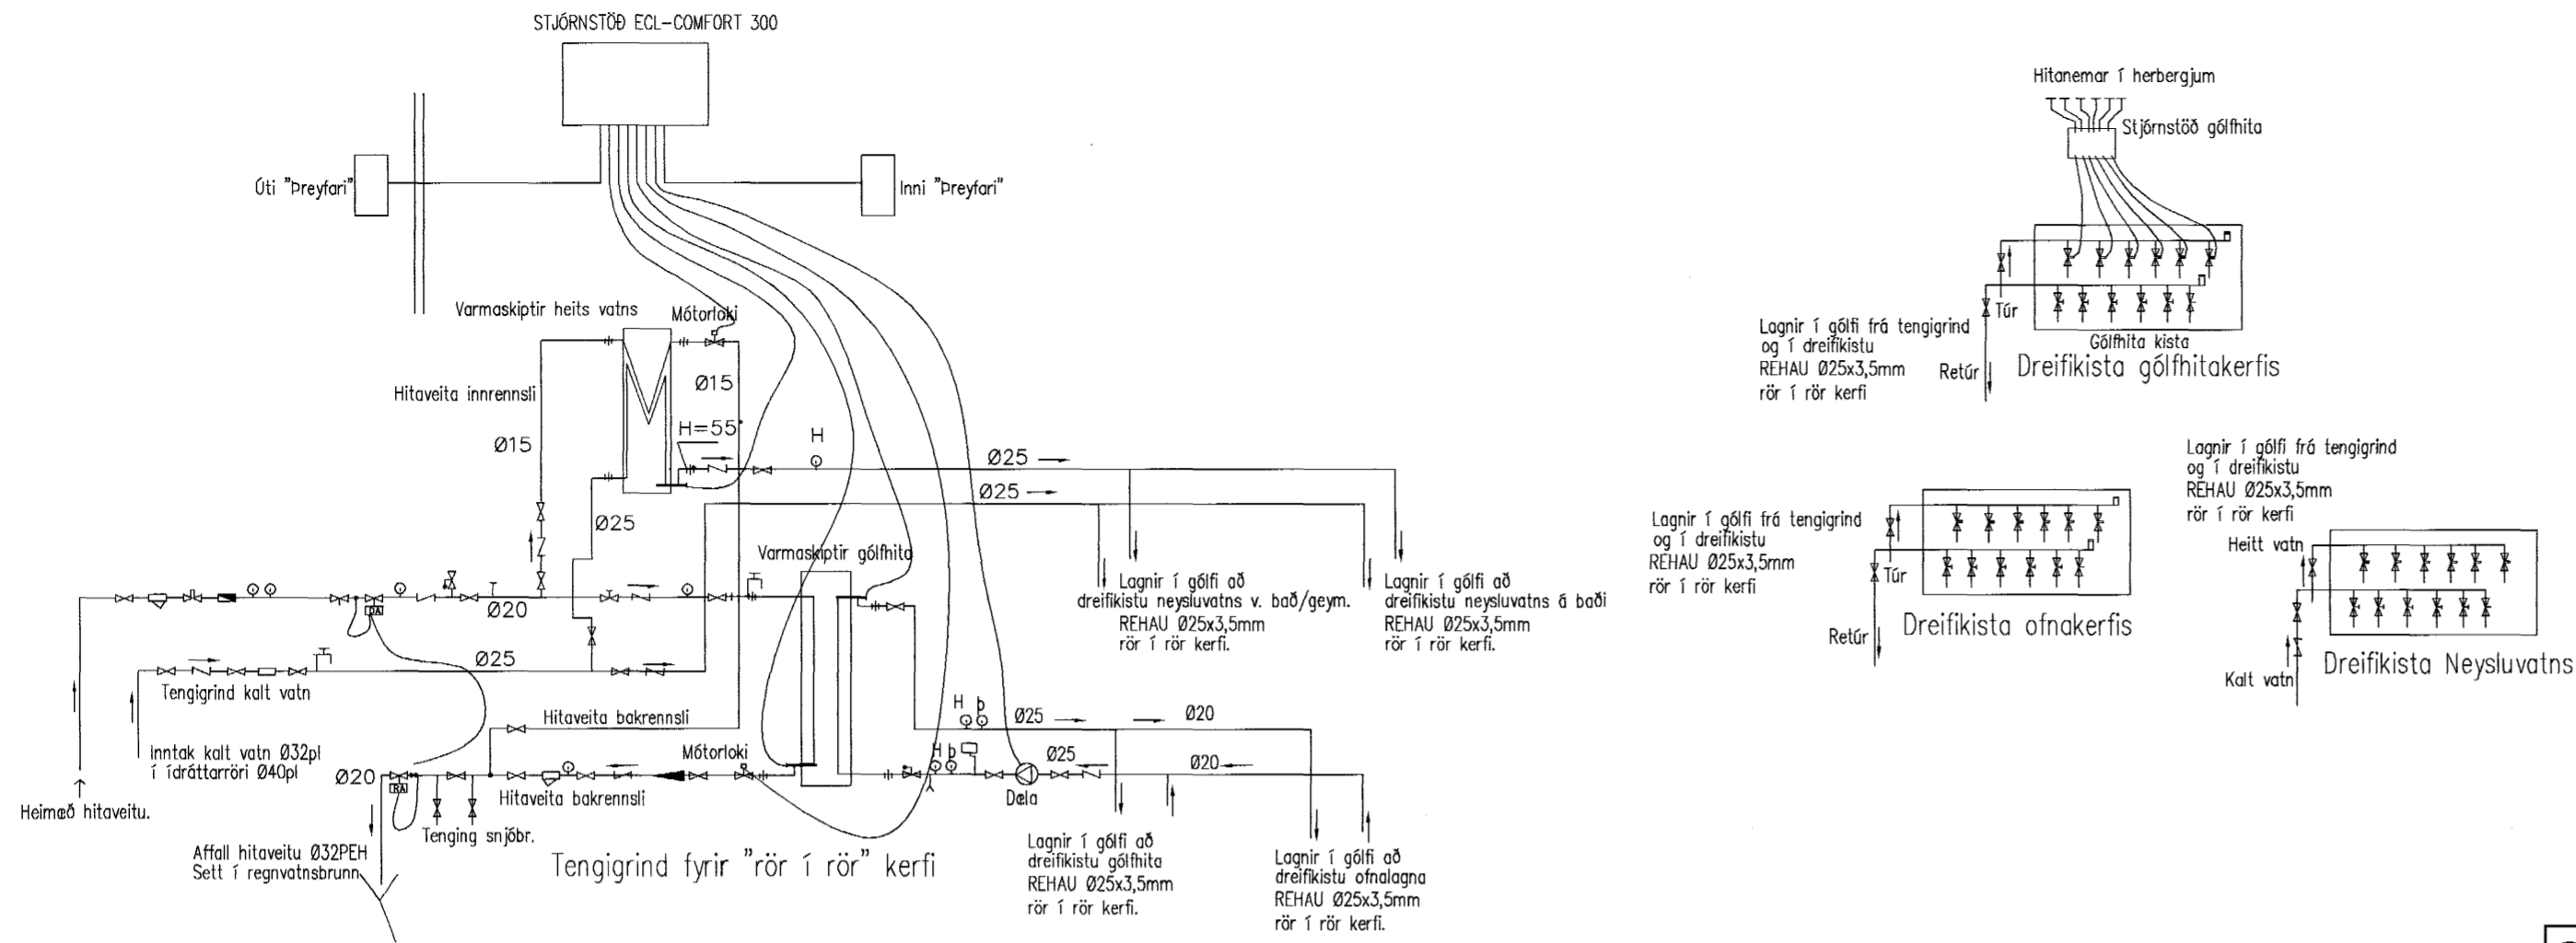 STJÓRNSTÖÐ ECL-COMFORT 300
Úti "Þreyfari"
Inni "Þreyfari"
Varmaskiptir heits vatns
Mótorloki
Hitaveita innrennsli
Ø15
Ø15
H=55°
H
Ø25
Ø25
Ø25
Varmaskiptir gólfhita
Ø20
DA
Ø25
Tengigrind kalt vatn
Inntak kalt vatn Ø32pl
í ídráttarröri Ø40pl
Heimæð hitaveitu.
Hitaveita bakrennsli
Mótorloki
Ø20
RA
Hitaveita bakrennsli
Tenging snjóbr.
Affall hitaveitu Ø32PEH
Sett í regnvatnsbrunn
Tengigrind fyrir "rör í rör" kerfi
Lagnir í gólfi að
dreifikistu neysluvatns v. bað/geym.
REHAU Ø25x3,5mm
rör í rör kerfi.
Lagnir í gólfi að
dreifikistu neysluvatns á baði
REHAU Ø25x3,5mm
rör í rör kerfi.
H Þ
Ø25
Ø20
H Þ
Ø25
Ø20
Dæla
Lagnir í gólfi að
dreifikistu gólfhita
REHAU Ø25x3,5mm
rör í rör kerfi.
Lagnir í gólfi að
dreifikistu ofnalagna
REHAU Ø25x3,5mm
rör í rör kerfi.
Hitanemar í herbergjum
Stjórnstöð gólfhita
Túr
Lagnir í gólfi frá tengigrind
og í dreifikistu
REHAU Ø25x3,5mm
rör í rör kerfi
Retúr
Gólfhita kista
Dreifikista gólfhitakerfis
Lagnir í gólfi frá tengigrind
og í dreifikistu
REHAU Ø25x3,5mm
rör í rör kerfi
Túr
Retúr
Dreifikista ofnakerfis
Lagnir í gólfi frá tengigrind
og í dreifikistu
REHAU Ø25x3,5mm
rör í rör kerfi
Heitt vatn
Kalt vatn
Dreifikista Neysluvatns